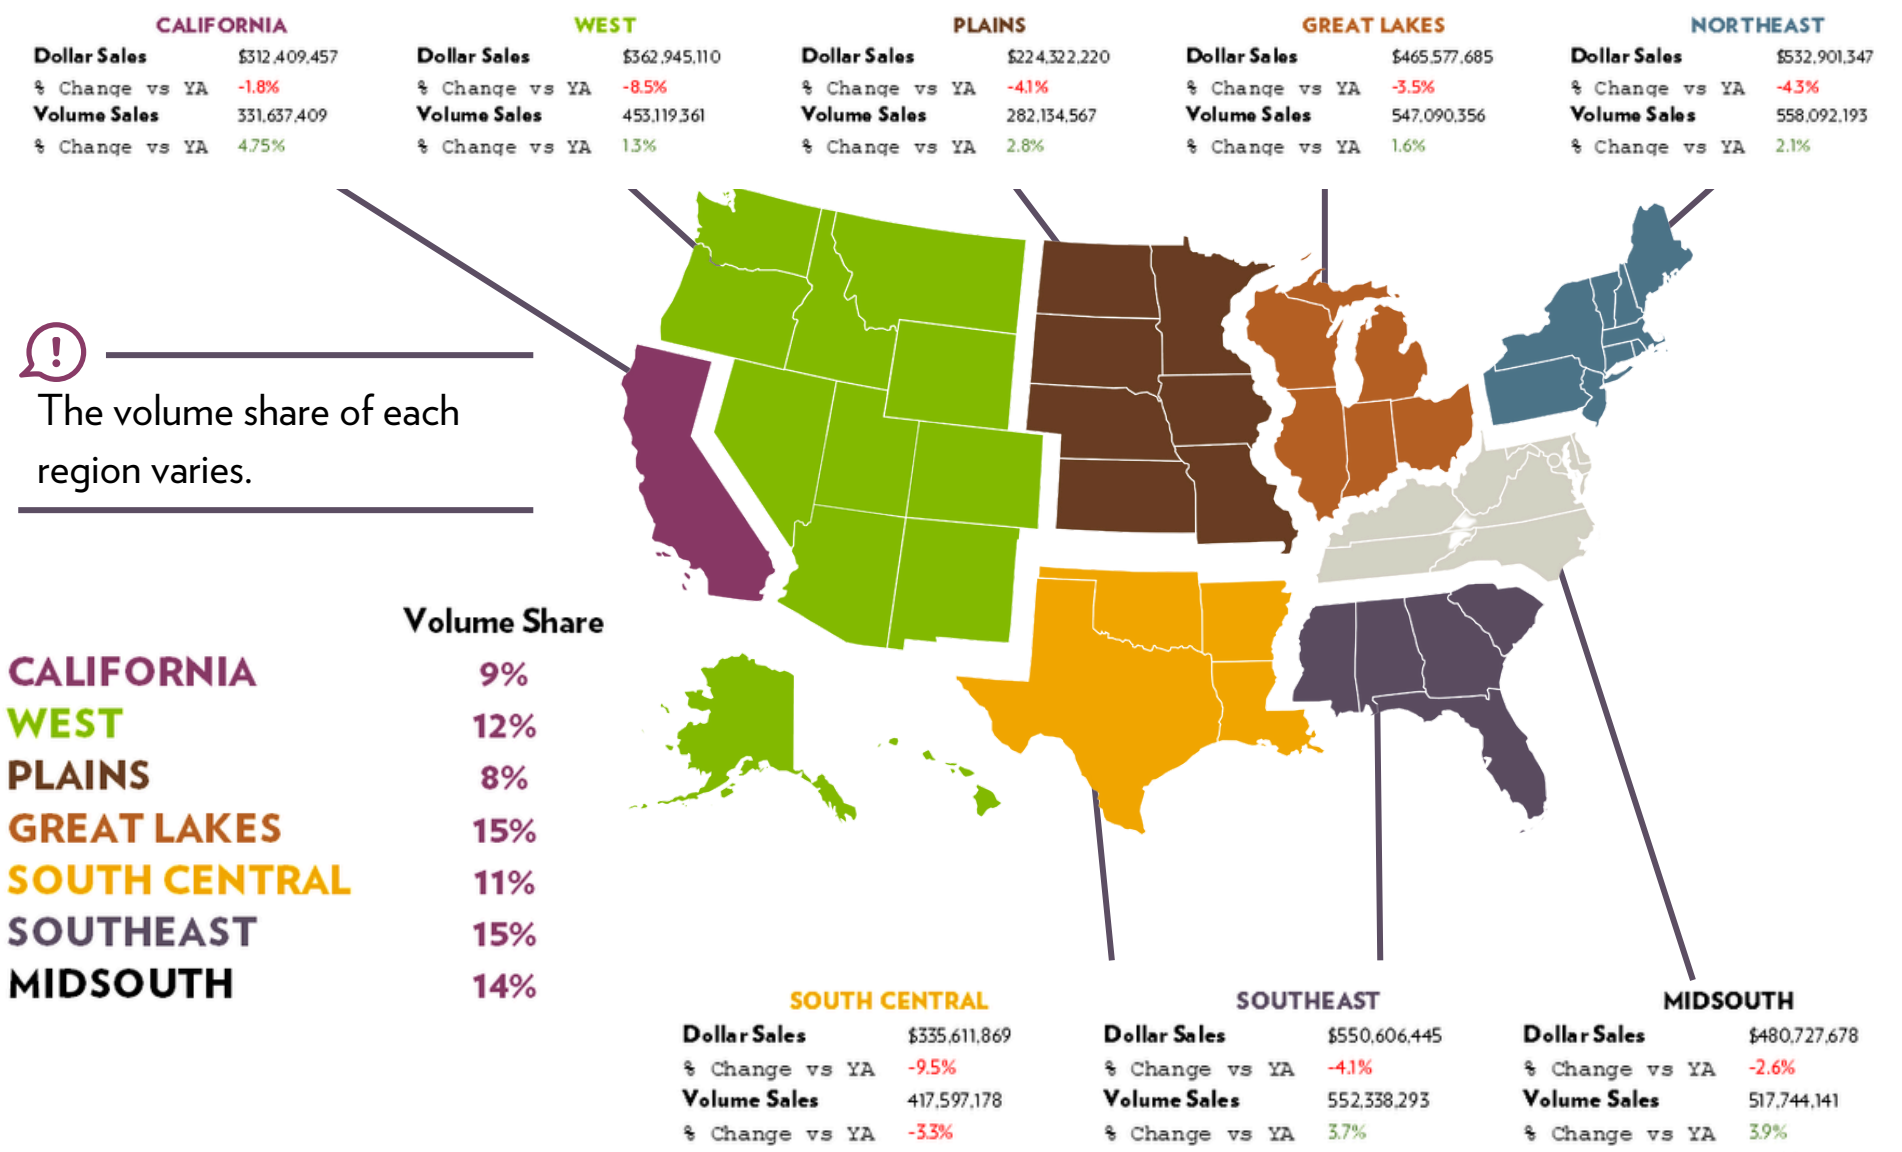 CALIFORNIA
Dollar Sales $312,409,457
% Change vs YA -1.8%
Volume Sales 331,637,409
% Change vs YA 4.75%
WEST
Dollar Sales $362,945,110
% Change vs YA -8.5%
Volume Sales 453,119,361
% Change vs YA 1.3%
PLAINS
Dollar Sales $224,322,220
% Change vs YA -4.1%
Volume Sales 282,134,567
% Change vs YA 2.8%
GREAT LAKES
Dollar Sales $465,577,685
% Change vs YA -3.5%
Volume Sales 547,090,356
% Change vs YA 1.6%
NORTHEAST
Dollar Sales $532,901,347
% Change vs YA -4.3%
Volume Sales 558,092,193
% Change vs YA 2.1%
!
The volume share of each
region varies.
Volume Share
CALIFORNIA 9%
WEST 12%
PLAINS 8%
GREAT LAKES 15%
SOUTH CENTRAL 11%
SOUTHEAST 15%
MIDSOUTH 14%
SOUTH CENTRAL
Dollar Sales $335,611,869
% Change vs YA -9.5%
Volume Sales 417,597,178
% Change vs YA -3.3%
SOUTHEAST
Dollar Sales $550,606,445
% Change vs YA -4.1%
Volume Sales 552,338,293
% Change vs YA 3.7%
MIDSOUTH
Dollar Sales $480,727,678
% Change vs YA -2.6%
Volume Sales 517,744,141
% Change vs YA 3.9%